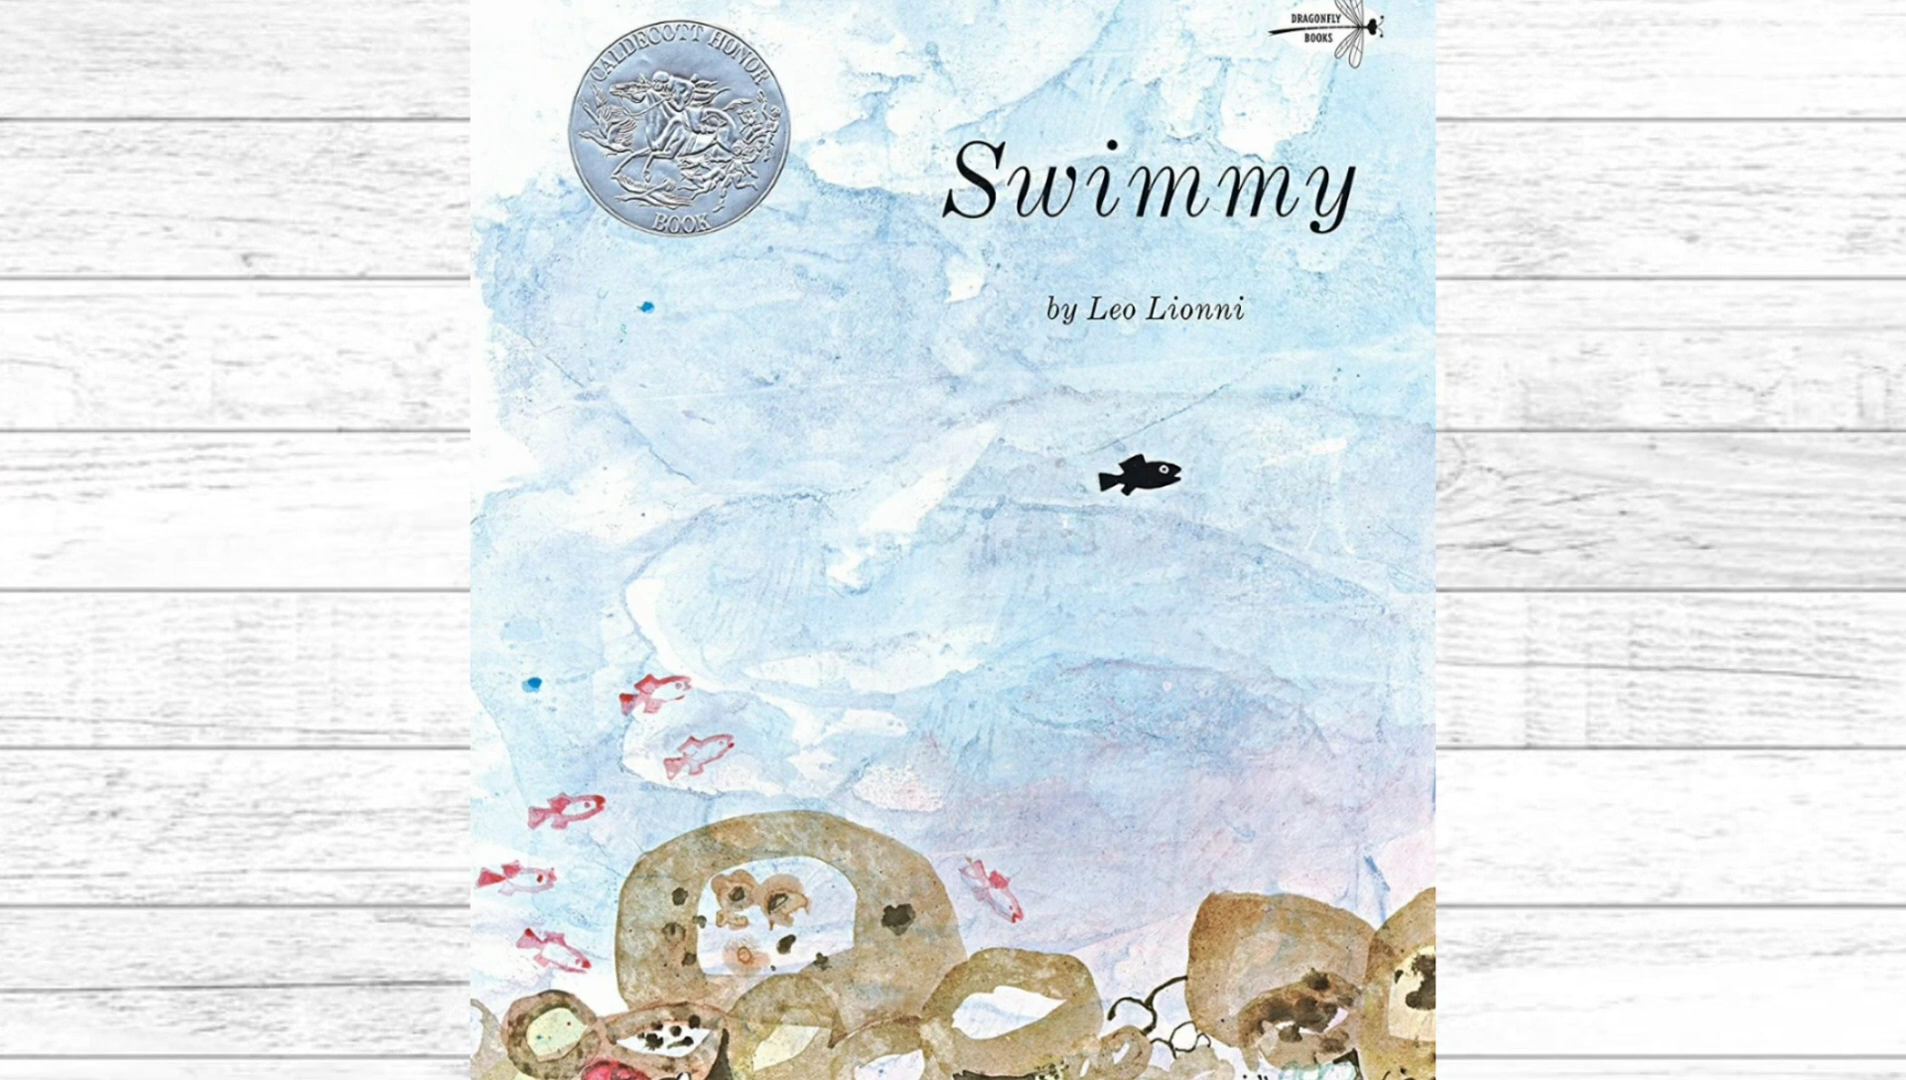 CALDECOTT HONOR
BOOK
DRAGONFLY
BOOKS
Swimmy
by Leo Lionni